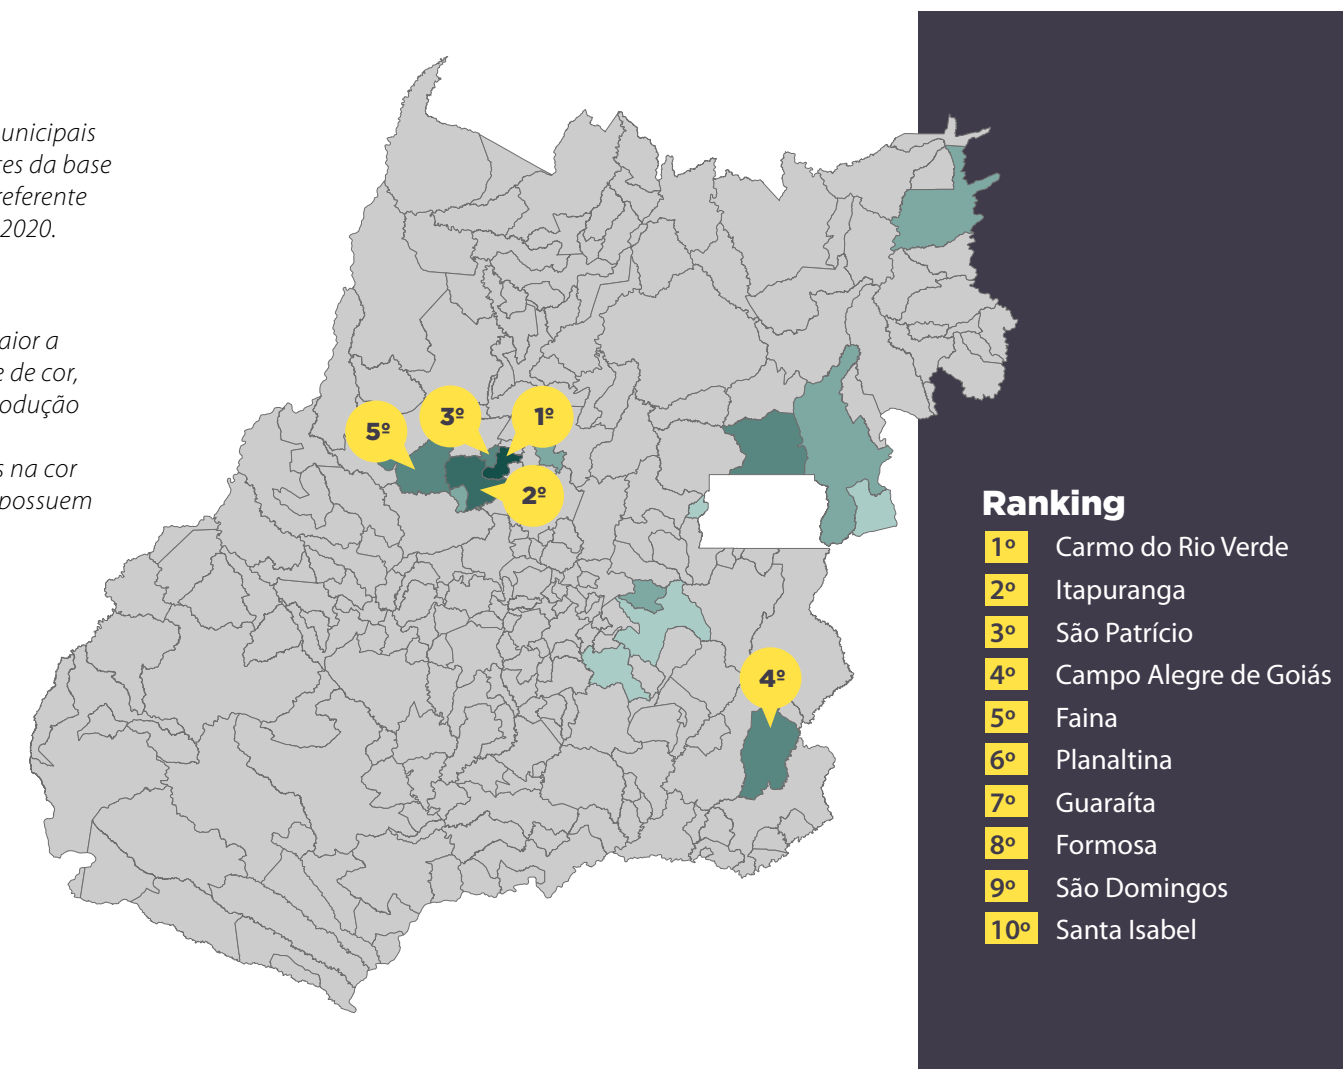 unicipais
res da base
referente
2020.
aior a
e de cor,
odução
s na cor
possuem
5º
3º
1º
2º
4º
Ranking
1º Carmo do Rio Verde
2º Itapuranga
3º São Patrício
4º Campo Alegre de Goiás
5º Faina
6º Planaltina
7º Guaraíta
8º Formosa
9º São Domingos
10º Santa Isabel